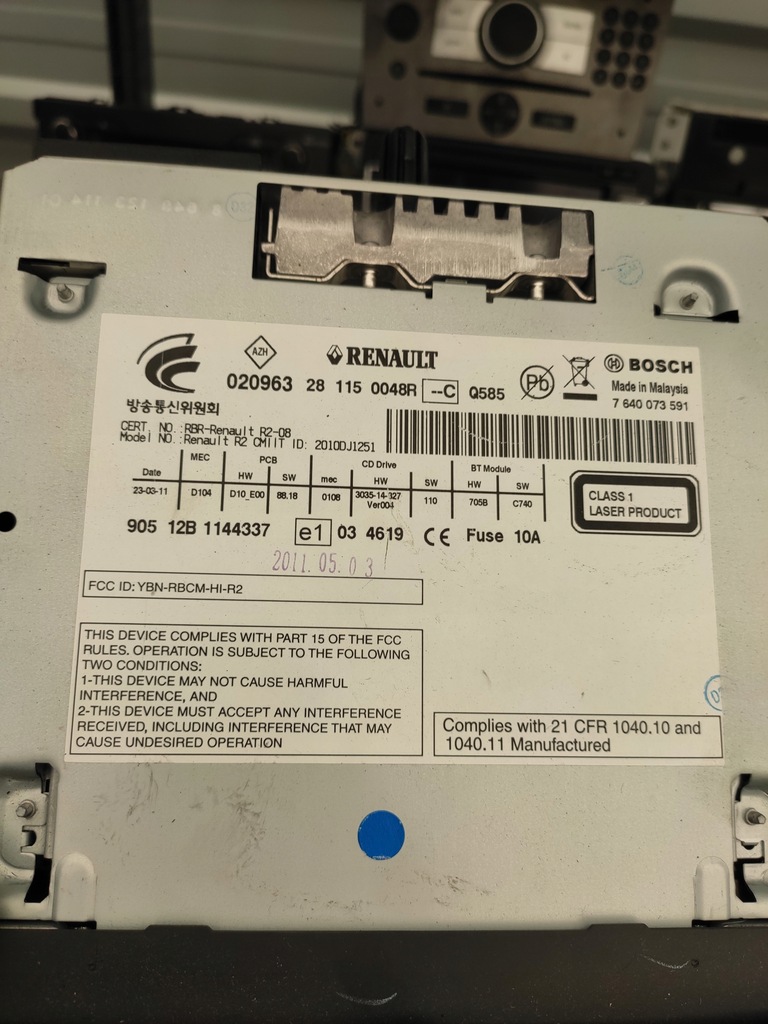 AZH
RENAULT
020963 28 115 0048R --C Q585
Pb
BOSCH
Made in Malaysia
7 640 073 591
방송통신위원회
CERT. NO.:RBR-Renault R2-08
Model NO.:Renault R2 CMIIT ID: 2010DJ1251
MEC PCB CD Drive BT Module
Date HW SW mec HW SW HW SW
23-03-11 D104 D10_E00 88.18 0108 3035-14-327 Ver004 110 705B C740
CLASS 1
LASER PRODUCT
905 12B 1144337 e1 03 4619 CE Fuse 10A
2011.05.03
FCC ID: YBN-RBCM-HI-R2
THIS DEVICE COMPLIES WITH PART 15 OF THE FCC
RULES. OPERATION IS SUBJECT TO THE FOLLOWING
TWO CONDITIONS:
1-THIS DEVICE MAY NOT CAUSE HARMFUL
INTERFERENCE, AND
2-THIS DEVICE MUST ACCEPT ANY INTERFERENCE
RECEIVED, INCLUDING INTERFERENCE THAT MAY
CAUSE UNDESIRED OPERATION
Complies with 21 CFR 1040.10 and
1040.11 Manufactured